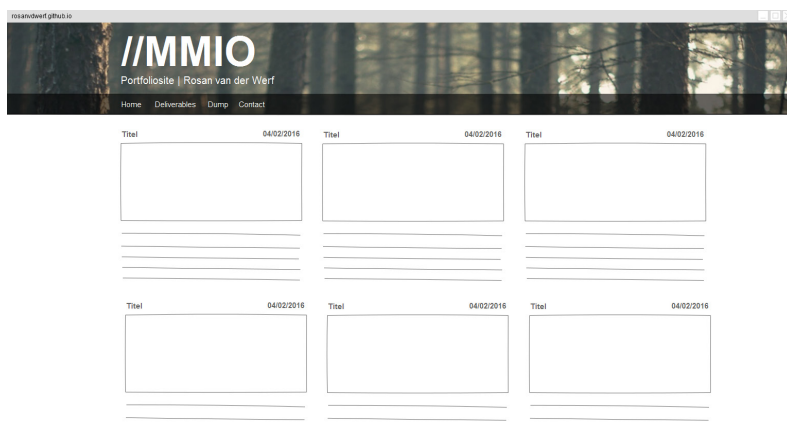 rosanvdwerf.github.io
//MMIO
Portfoliosite | Rosan van der Werf
Home Deliverables Dump Contact
Titel 04/02/2016 Titel 04/02/2016 Titel 04/02/2016
Titel 04/02/2016 Titel 04/02/2016 Titel 04/02/2016